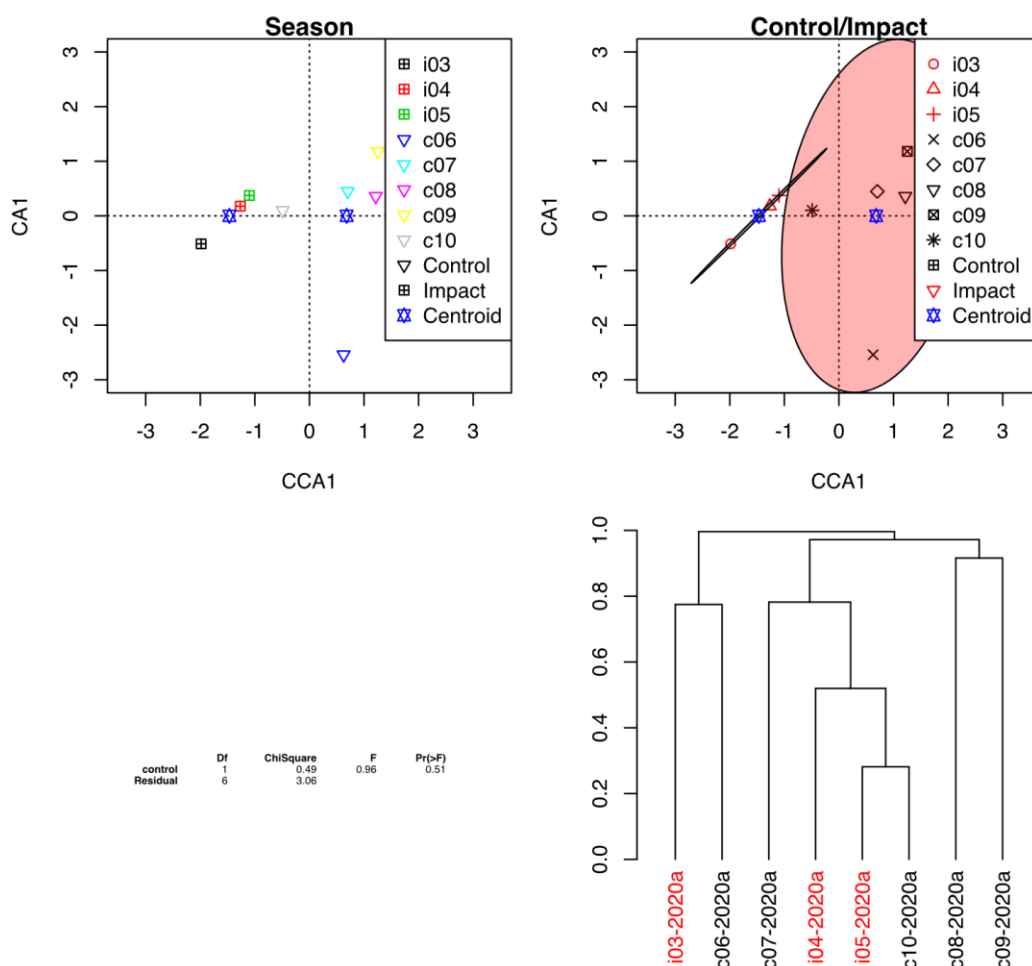 Season
3
2
1
0
-1
-2
-3
CA1
-3 -2 -1 0 1 2 3
CCA1
i03
i04
i05
c06
c07
c08
c09
c10
Control
Impact
Centroid
Control/Impact
3
2
1
0
-1
-2
-3
CA1
-3 -2 -1 0 1 2 3
CCA1
i03
i04
i05
c06
c07
c08
c09
c10
Control
Impact
Centroid
Df ChiSquare F Pr(>F)
control 1 0.49 0.96 0.51
Residual 6 3.06
1.0
0.8
0.6
0.4
0.2
0.0
i03-2020a
c06-2020a
c07-2020a
i04-2020a
i05-2020a
c10-2020a
c08-2020a
c09-2020a